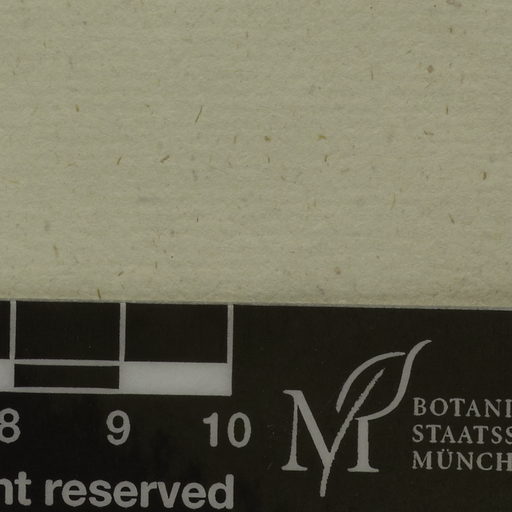 8 9 10
nt reserved
BOTANI
STAATSS
MÜNCH